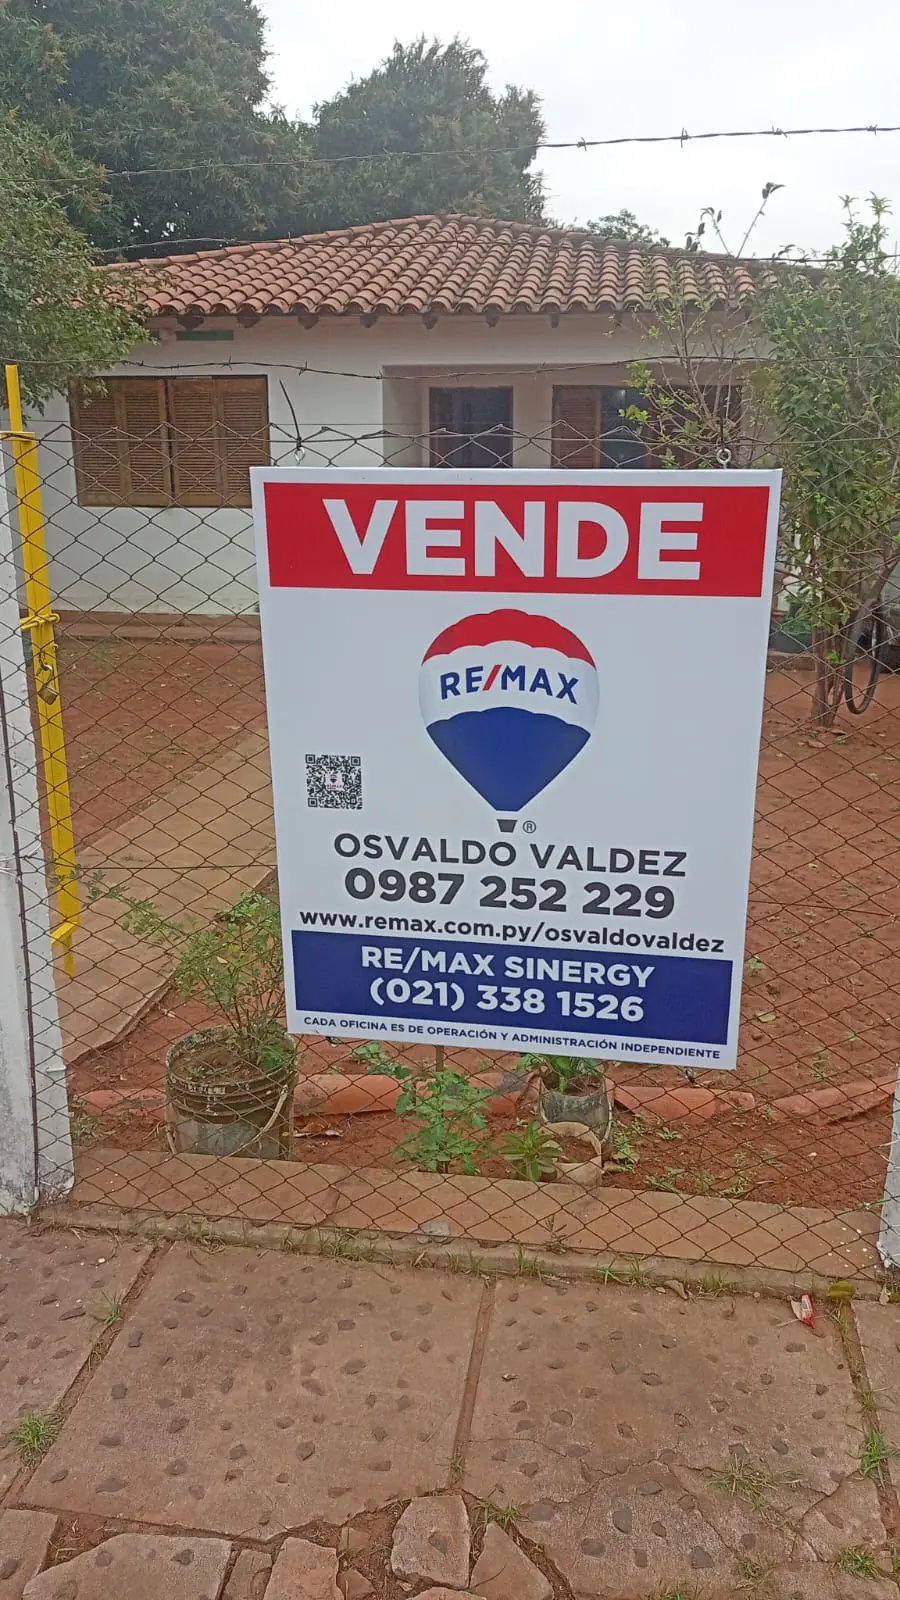 VENDE
RE/MAX
®
OSVALDO VALDEZ
0987 252 229
www.remax.com.py/osvaldovaldez
RE/MAX SINERGY
(021) 338 1526
CADA OFICINA ES DE OPERACIÓN Y ADMINISTRACIÓN INDEPENDIENTE